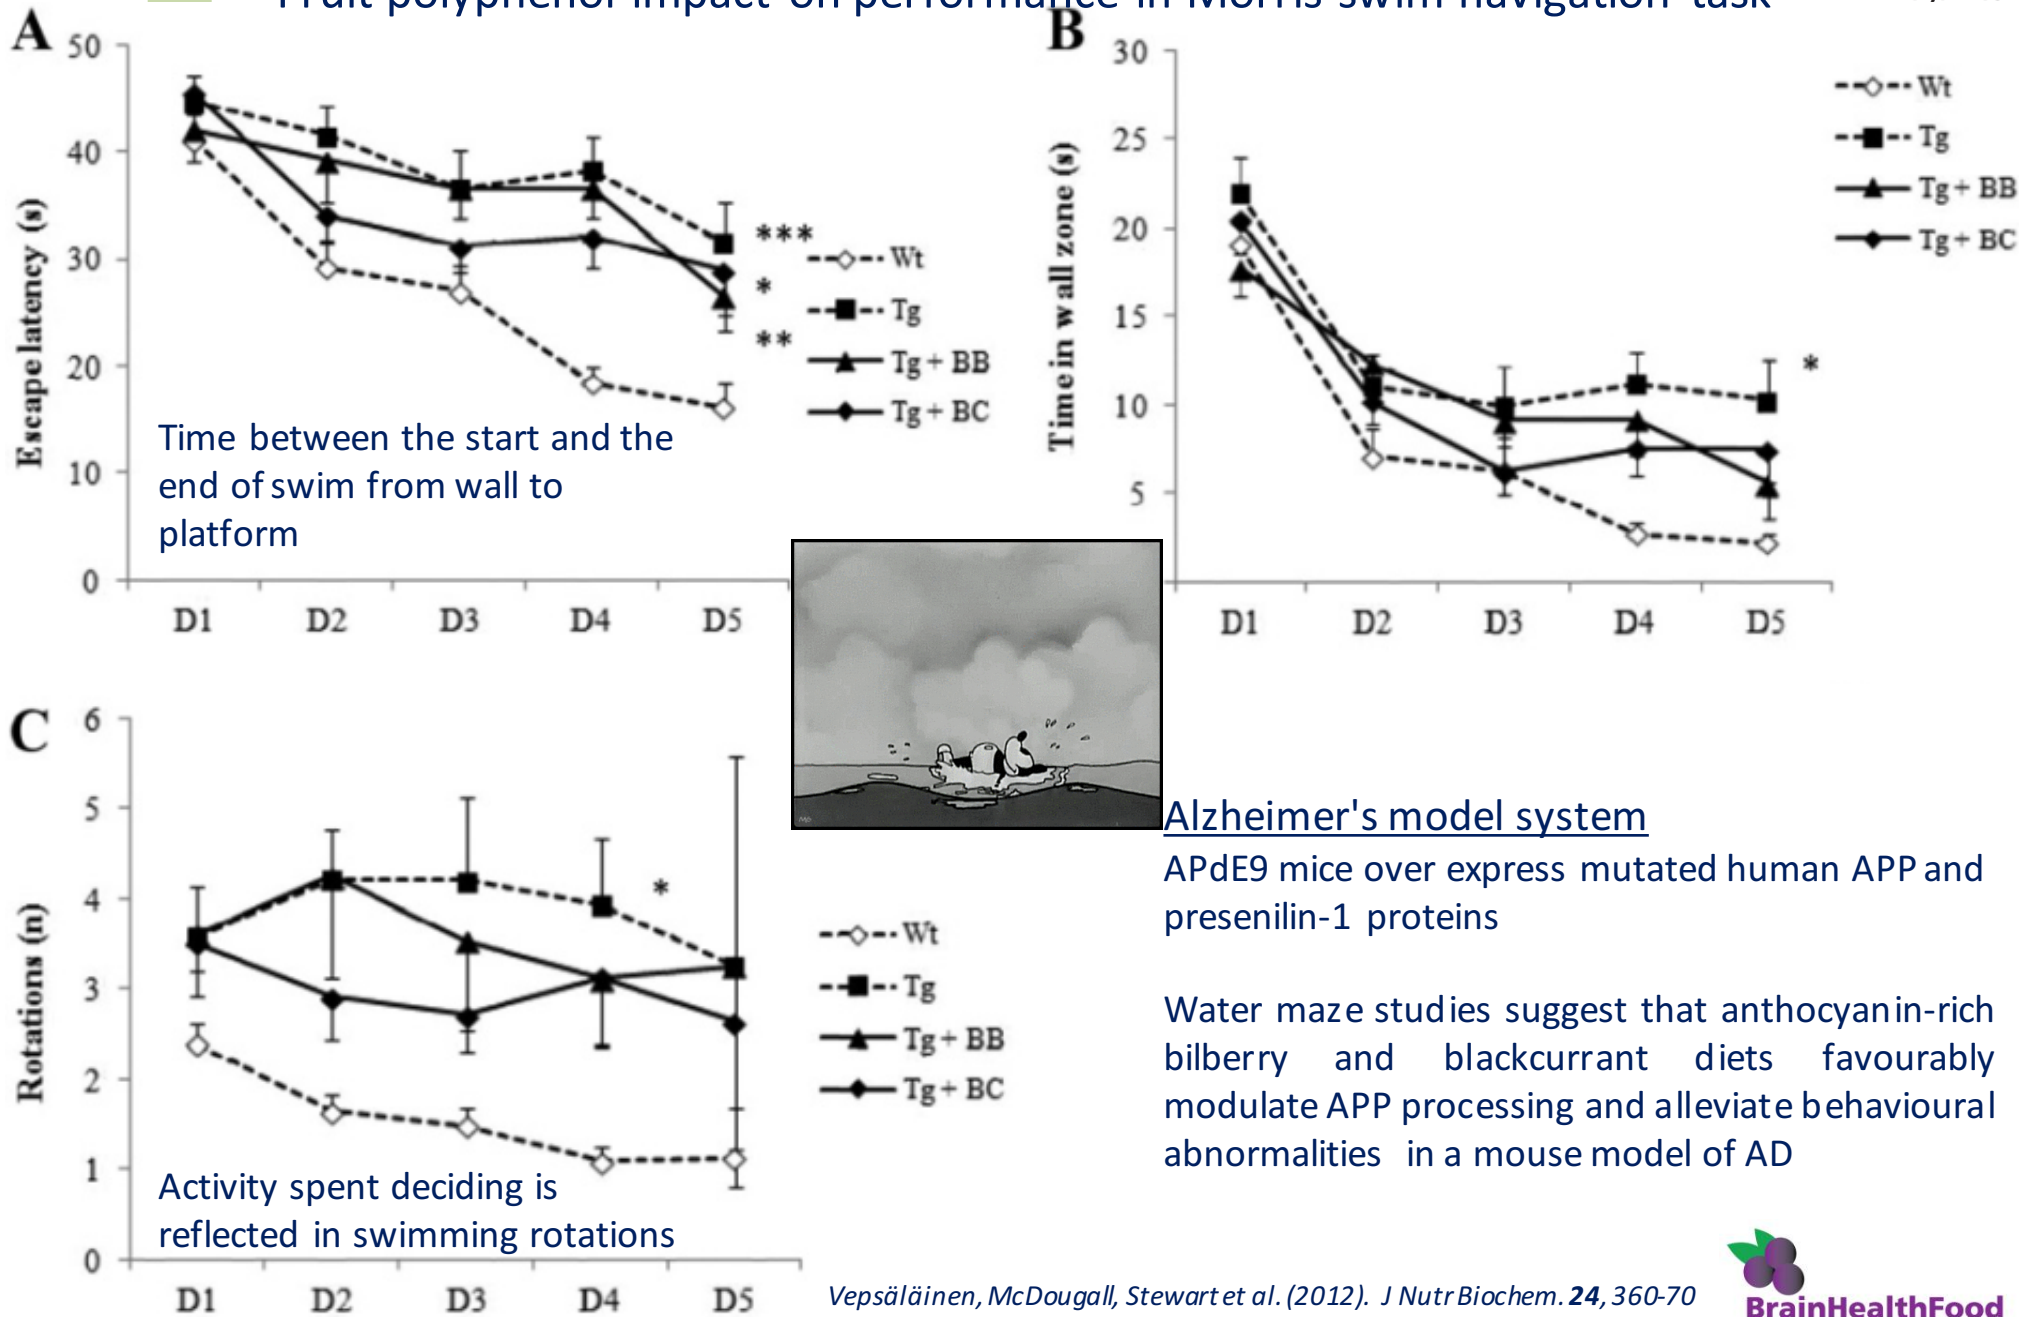 Fruit polyphenol impact on performance in Morris swim navigation task
A
50
40
30
20
10
0
Escape latency (s)
D1 D2 D3 D4 D5
***
*
**
Wt
Tg
Tg + BB
Tg + BC
Time between the start and the
end of swim from wall to
platform
B
30
25
20
15
10
5
Time in wall zone (s)
D1 D2 D3 D4 D5
*
Wt
Tg
Tg + BB
Tg + BC
C
6
5
4
3
2
1
0
Rotations (n)
D1 D2 D3 D4 D5
*
Wt
Tg
Tg + BB
Tg + BC
Activity spent deciding is
reflected in swimming rotations
Alzheimer's model system
APdE9 mice over express mutated human APP and
presenilin-1 proteins
Water maze studies suggest that anthocyanin-rich
bilberry and blackcurrant diets favourably
modulate APP processing and alleviate behavioural
abnormalities in a mouse model of AD
Vepsäläinen, McDougall, Stewart et al. (2012). J Nutr Biochem. 24, 360-70
BrainHealthFood